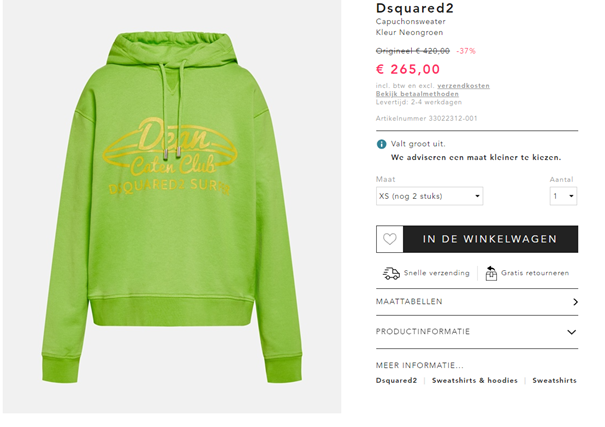 Dean
Caten Club
DSQUARED2 SURF
Dsquared2
Capuchonsweater
Kleur Neongroen
Origineel € 420,00 -37%
€ 265,00
incl. btw en excl. verzendkosten
Bekijk betaalmethoden
Levertijd: 2-4 werkdagen
Artikelnummer 33022312-001
Valt groot uit.
We adviseren een maat kleiner te kiezen.
Maat Aantal
XS (nog 2 stuks) 1
IN DE WINKELWAGEN
Snelle verzending Gratis retourneren
MAATTABELLEN
PRODUCTINFORMATIE
MEER INFORMATIE...
Dsquared2 | Sweatshirts & hoodies | Sweatshirts